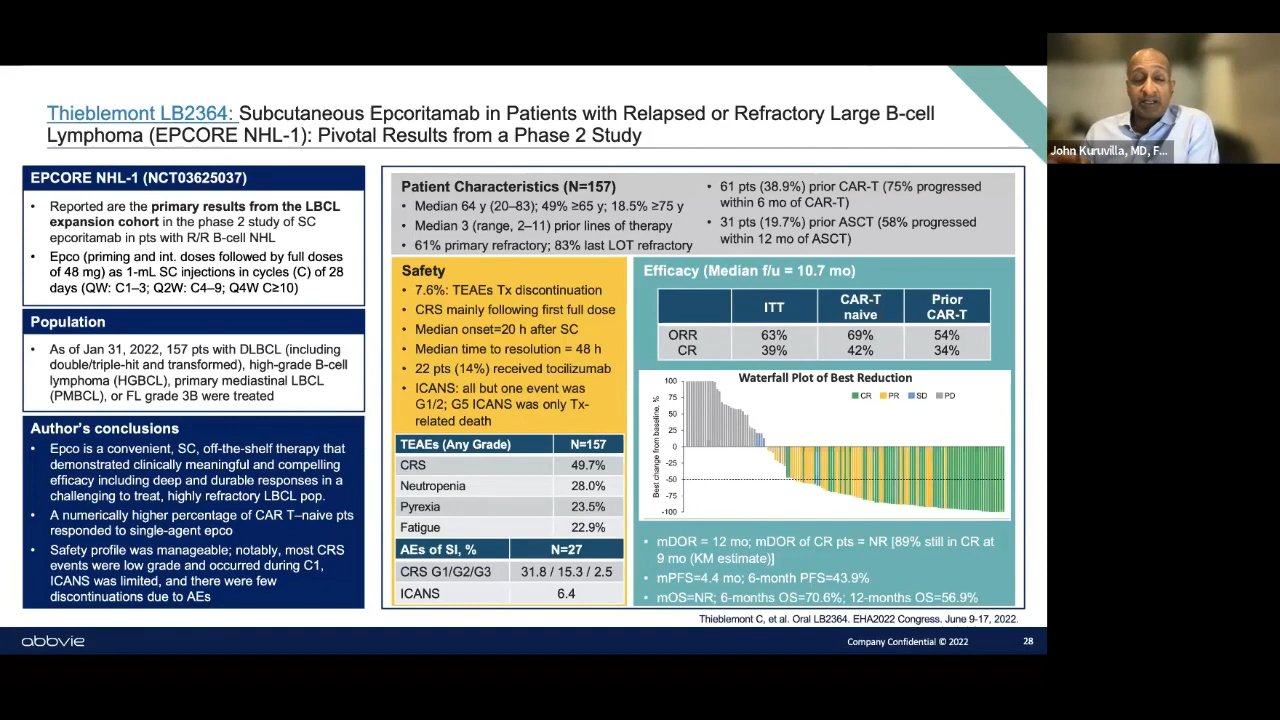 Thieblemont LB2364: Subcutaneous Epcoritamab in Patients with Relapsed or Refractory Large B-cell
Lymphoma (EPCORE NHL-1): Pivotal Results from a Phase 2 Study
John Kuruvilla, MD, F...
EPCORE NHL-1 (NCT03625037)
• Reported are the primary results from the LBCL
expansion cohort in the phase 2 study of SC
epcoritamab in pts with R/R B-cell NHL
• Epco (priming and int. doses followed by full doses
of 48 mg) as 1-mL SC injections in cycles (C) of 28
days (QW: C1–3; Q2W: C4–9; Q4W C≥10)
Population
• As of Jan 31, 2022, 157 pts with DLBCL (including
double/triple-hit and transformed), high-grade B-cell
lymphoma (HGBCL), primary mediastinal LBCL
(PMBCL), or FL grade 3B were treated
Author's conclusions
• Epco is a convenient, SC, off-the-shelf therapy that
demonstrated clinically meaningful and compelling
efficacy including deep and durable responses in a
challenging to treat, highly refractory LBCL pop.
• A numerically higher percentage of CAR T–naive pts
responded to single-agent epco
• Safety profile was manageable; notably, most CRS
events were low grade and occurred during C1,
ICANS was limited, and there were few
discontinuations due to AEs
Patient Characteristics (N=157)
• Median 64 y (20–83); 49% ≥65 y; 18.5% ≥75 y
• Median 3 (range, 2–11) prior lines of therapy
• 61% primary refractory; 83% last LOT refractory
• 61 pts (38.9%) prior CAR-T (75% progressed
within 6 mo of CAR-T)
• 31 pts (19.7%) prior ASCT (58% progressed
within 12 mo of ASCT)
Safety
• 7.6%: TEAEs Tx discontinuation
• CRS mainly following first full dose
• Median onset=20 h after SC
• Median time to resolution = 48 h
• 22 pts (14%) received tocilizumab
• ICANS: all but one event was
G1/2; G5 ICANS was only Tx-
related death
TEAEs (Any Grade) N=157
CRS 49.7%
Neutropenia 28.0%
Pyrexia 23.5%
Fatigue 22.9%
AEs of SI, % N=27
CRS G1/G2/G3 31.8 / 15.3 / 2.5
ICANS 6.4
Efficacy (Median f/u = 10.7 mo)
ITT CAR-T naive Prior CAR-T
ORR 63% 69% 54%
CR 39% 42% 34%
Waterfall Plot of Best Reduction
CR PR SD PD
Best change from baseline, %
100
75
50
25
0
-25
-50
-75
-100
• mDOR = 12 mo; mDOR of CR pts = NR [89% still in CR at
9 mo (KM estimate)]
• mPFS=4.4 mo; 6-month PFS=43.9%
• mOS=NR; 6-months OS=70.6%; 12-months OS=56.9%
Thieblemont C, et al. Oral LB2364. EHA2022 Congress. June 9-17, 2022.
abbvie
Company Confidential © 2022
28